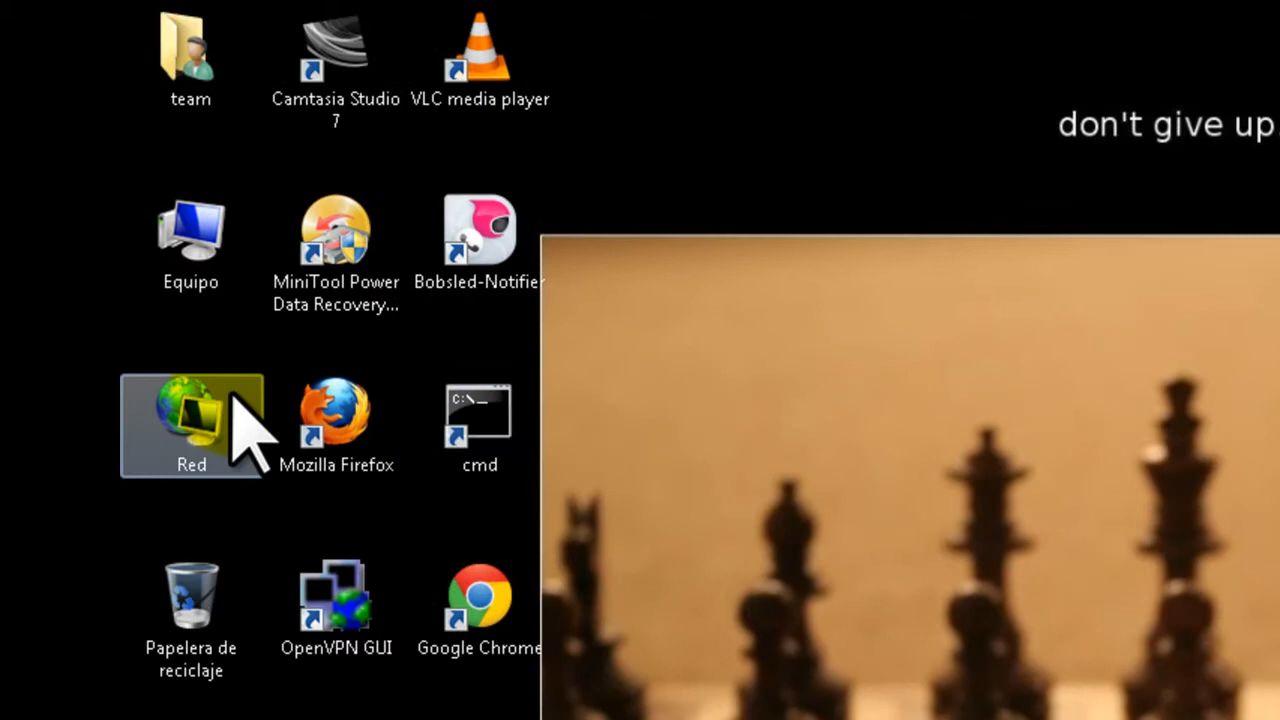 team
Camtasia Studio
7
VLC media player
don't give up
Equipo
MiniTool Power
Data Recovery...
Bobsled-Notifier
Red
Mozilla Firefox
C:\_
cmd
Papelera de
reciclaje
OpenVPN GUI
Google Chrome